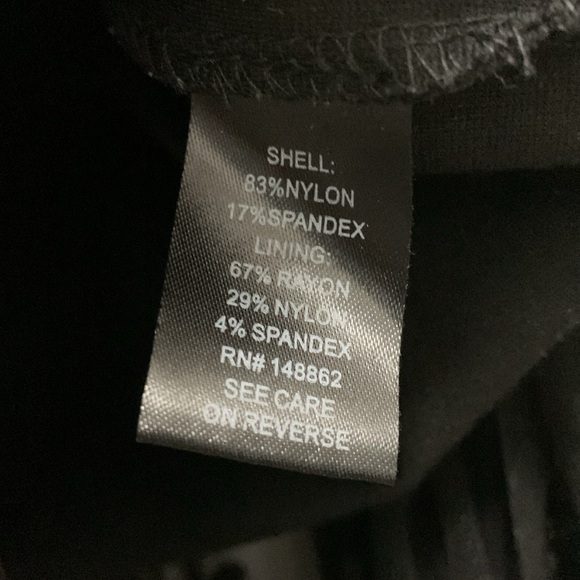 SHELL:
83%NYLON
17%SPANDEX
LINING:
67% RAYON
29% NYLON
4% SPANDEX
RN# 148862
SEE CARE
ON REVERSE